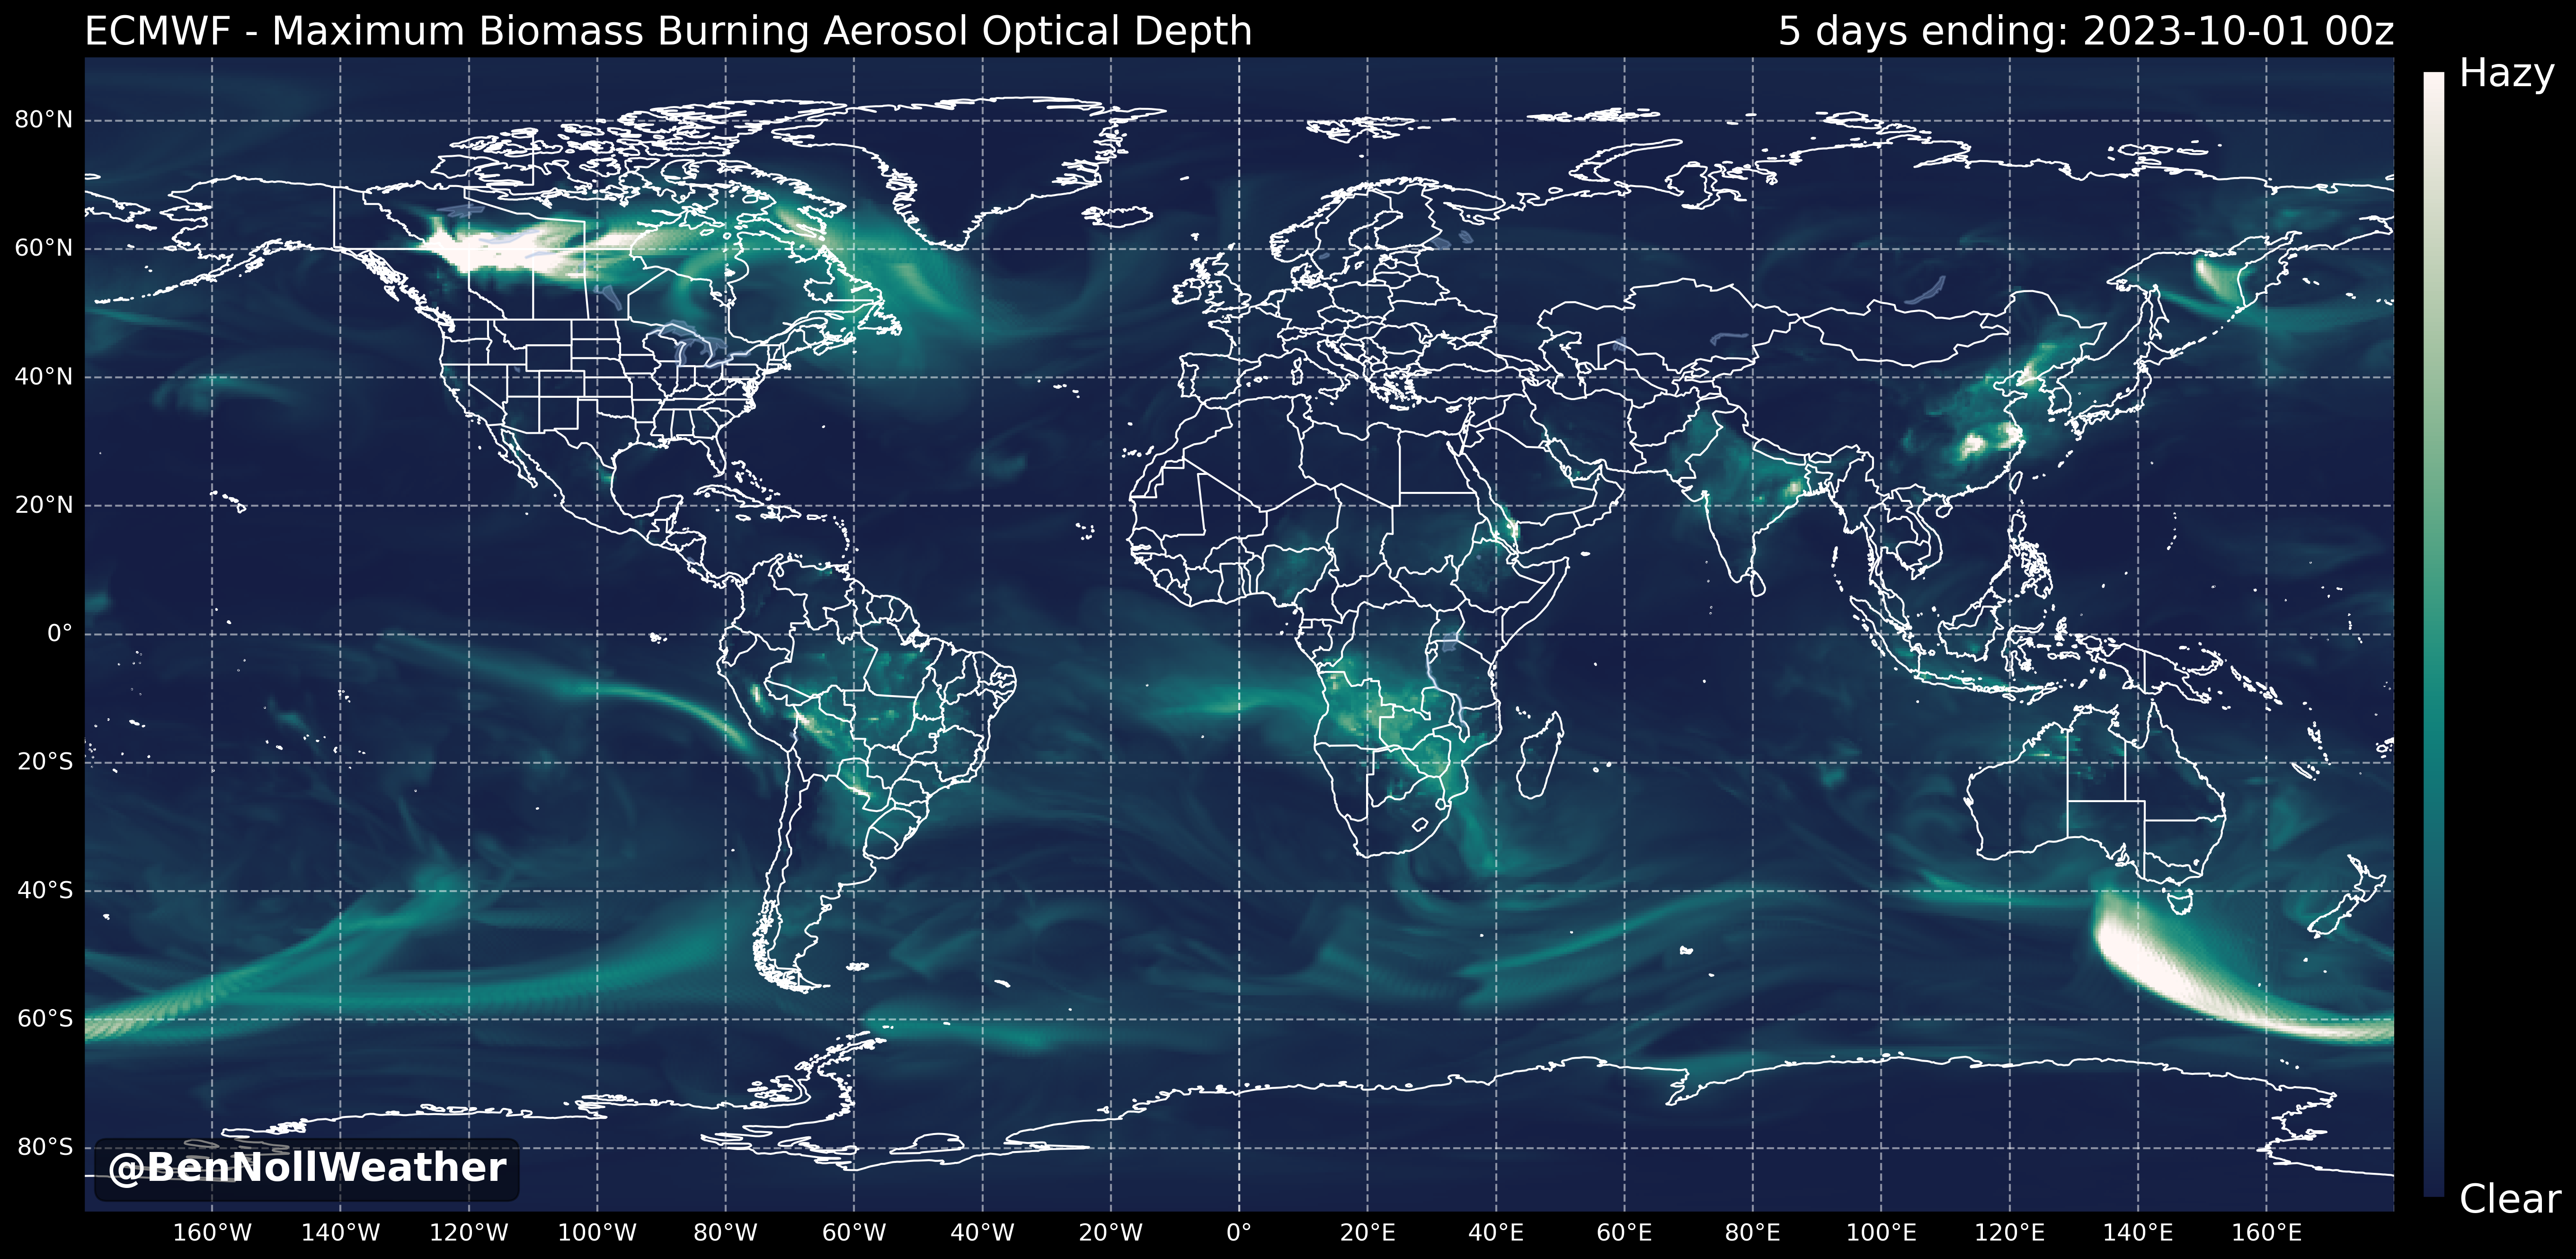 ECMWF - Maximum Biomass Burning Aerosol Optical Depth
5 days ending: 2023-10-01 00z
Hazy
80°N
60°N
40°N
20°N
0°
20°S
40°S
60°S
80°S
Clear
@BenNollWeather
160°W 140°W 120°W 100°W 80°W 60°W 40°W 20°W 0° 20°E 40°E 60°E 80°E 100°E 120°E 140°E 160°E